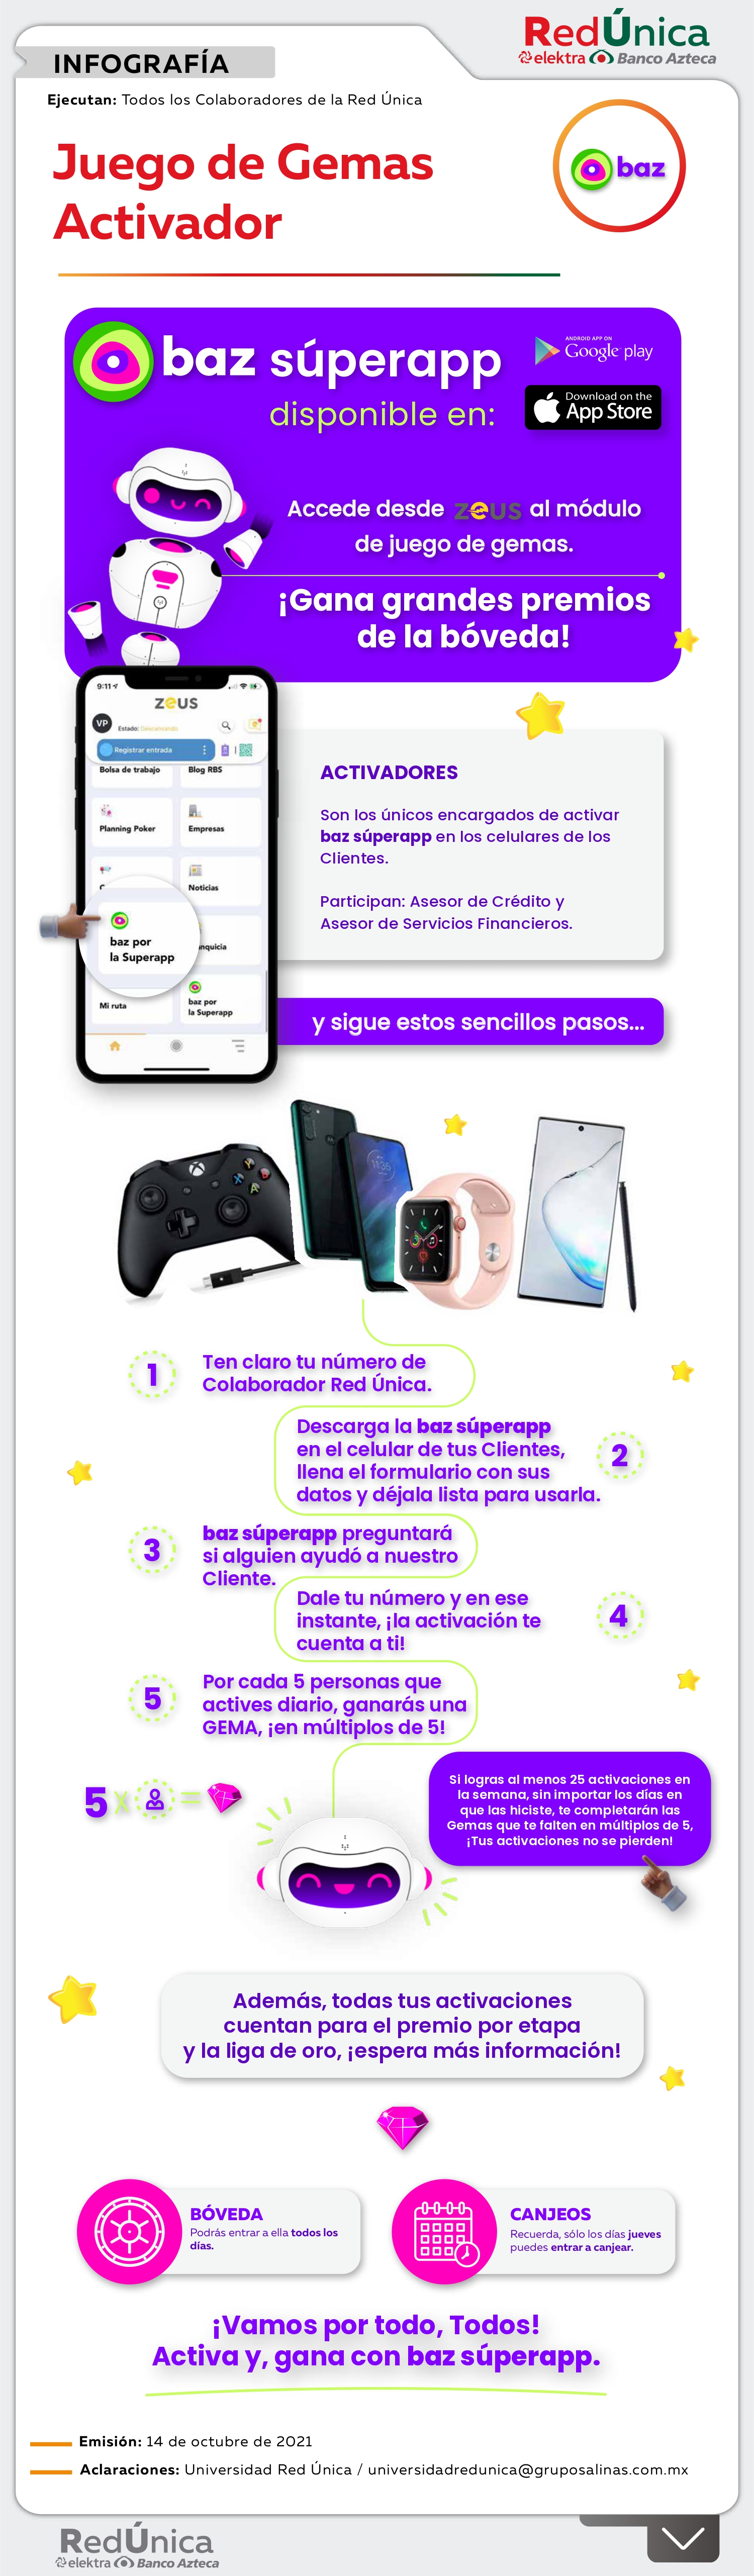 RedÚnica
elektra Banco Azteca
INFOGRAFÍA
Ejecutan: Todos los Colaboradores de la Red Única
Juego de Gemas
Activador
baz
baz súperapp
disponible en:
ANDROID APP ON
Google play
Download on the
App Store
Accede desde zeus al módulo
de juego de gemas.
¡Gana grandes premios
de la bóveda!
9:11
zeus
VP
Estado: Descansando
Registrar entrada
Bolsa de trabajo
Blog RBS
Planning Poker
Empresas
Noticias
baz por
la Superapp
nquicia
Mi ruta
baz por
la Superapp
ACTIVADORES
Son los únicos encargados de activar
baz súperapp en los celulares de los
Clientes.
Participan: Asesor de Crédito y
Asesor de Servicios Financieros.
y sigue estos sencillos pasos...
11:35
1
Ten claro tu número de
Colaborador Red Única.
2
Descarga la baz súperapp
en el celular de tus Clientes,
llena el formulario con sus
datos y déjala lista para usarla.
3
baz súperapp preguntará
si alguien ayudó a nuestro
Cliente.
4
Dale tu número y en ese
instante, ¡la activación te
cuenta a ti!
5
Por cada 5 personas que
actives diario, ganarás una
GEMA, ¡en múltiplos de 5!
5 x =
Si logras al menos 25 activaciones en
la semana, sin importar los días en
que las hiciste, te completarán las
Gemas que te falten en múltiplos de 5,
¡Tus activaciones no se pierden!
Además, todas tus activaciones
cuentan para el premio por etapa
y la liga de oro, ¡espera más información!
BÓVEDA
Podrás entrar a ella todos los
días.
CANJEOS
Recuerda, sólo los días jueves
puedes entrar a canjear.
¡Vamos por todo, Todos!
Activa y, gana con baz súperapp.
Emisión: 14 de octubre de 2021
Aclaraciones: Universidad Red Única / universidadredunica@gruposalinas.com.mx
RedÚnica
elektra Banco Azteca